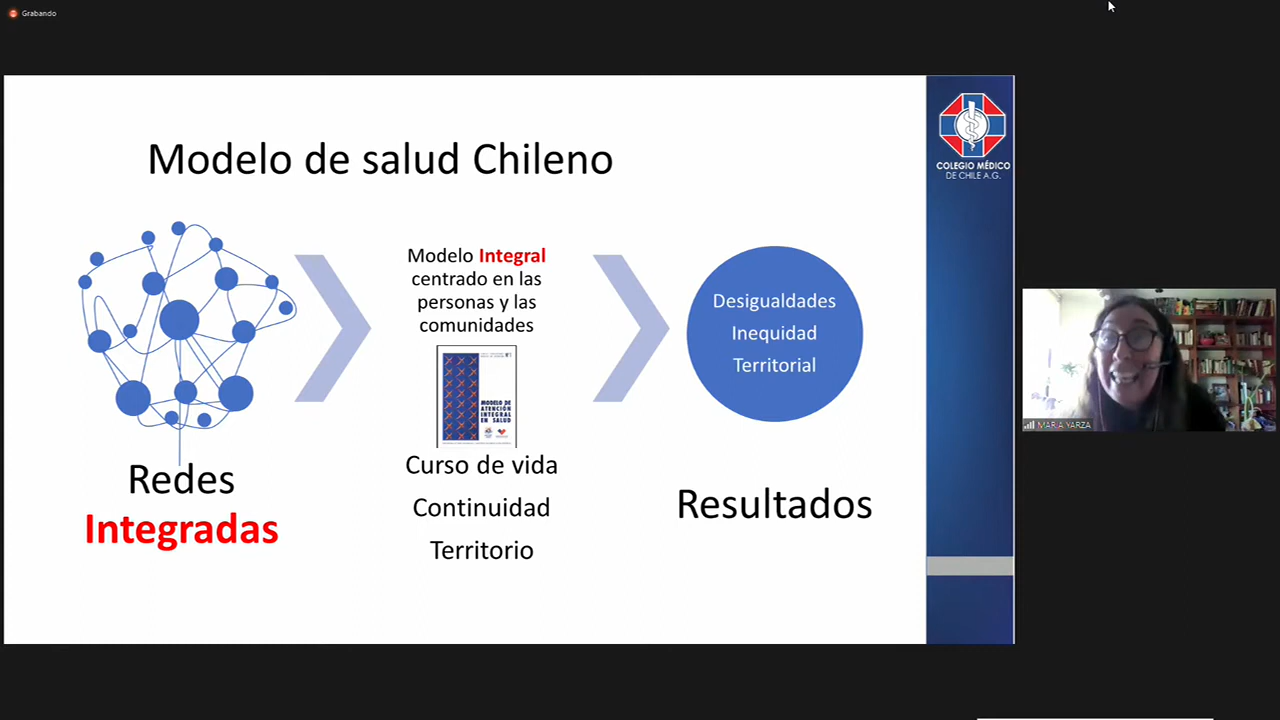 Grabando
Modelo de salud Chileno
COLEGIO MÉDICO
DE CHILE A.G.
Modelo Integral
centrado en las
personas y las
comunidades
MODELO DE
ATENCIÓN
INTEGRAL
EN SALUD
Curso de vida
Continuidad
Territorio
Redes
Integradas
Desigualdades
Inequidad
Territorial
Resultados
MARIA YARZA